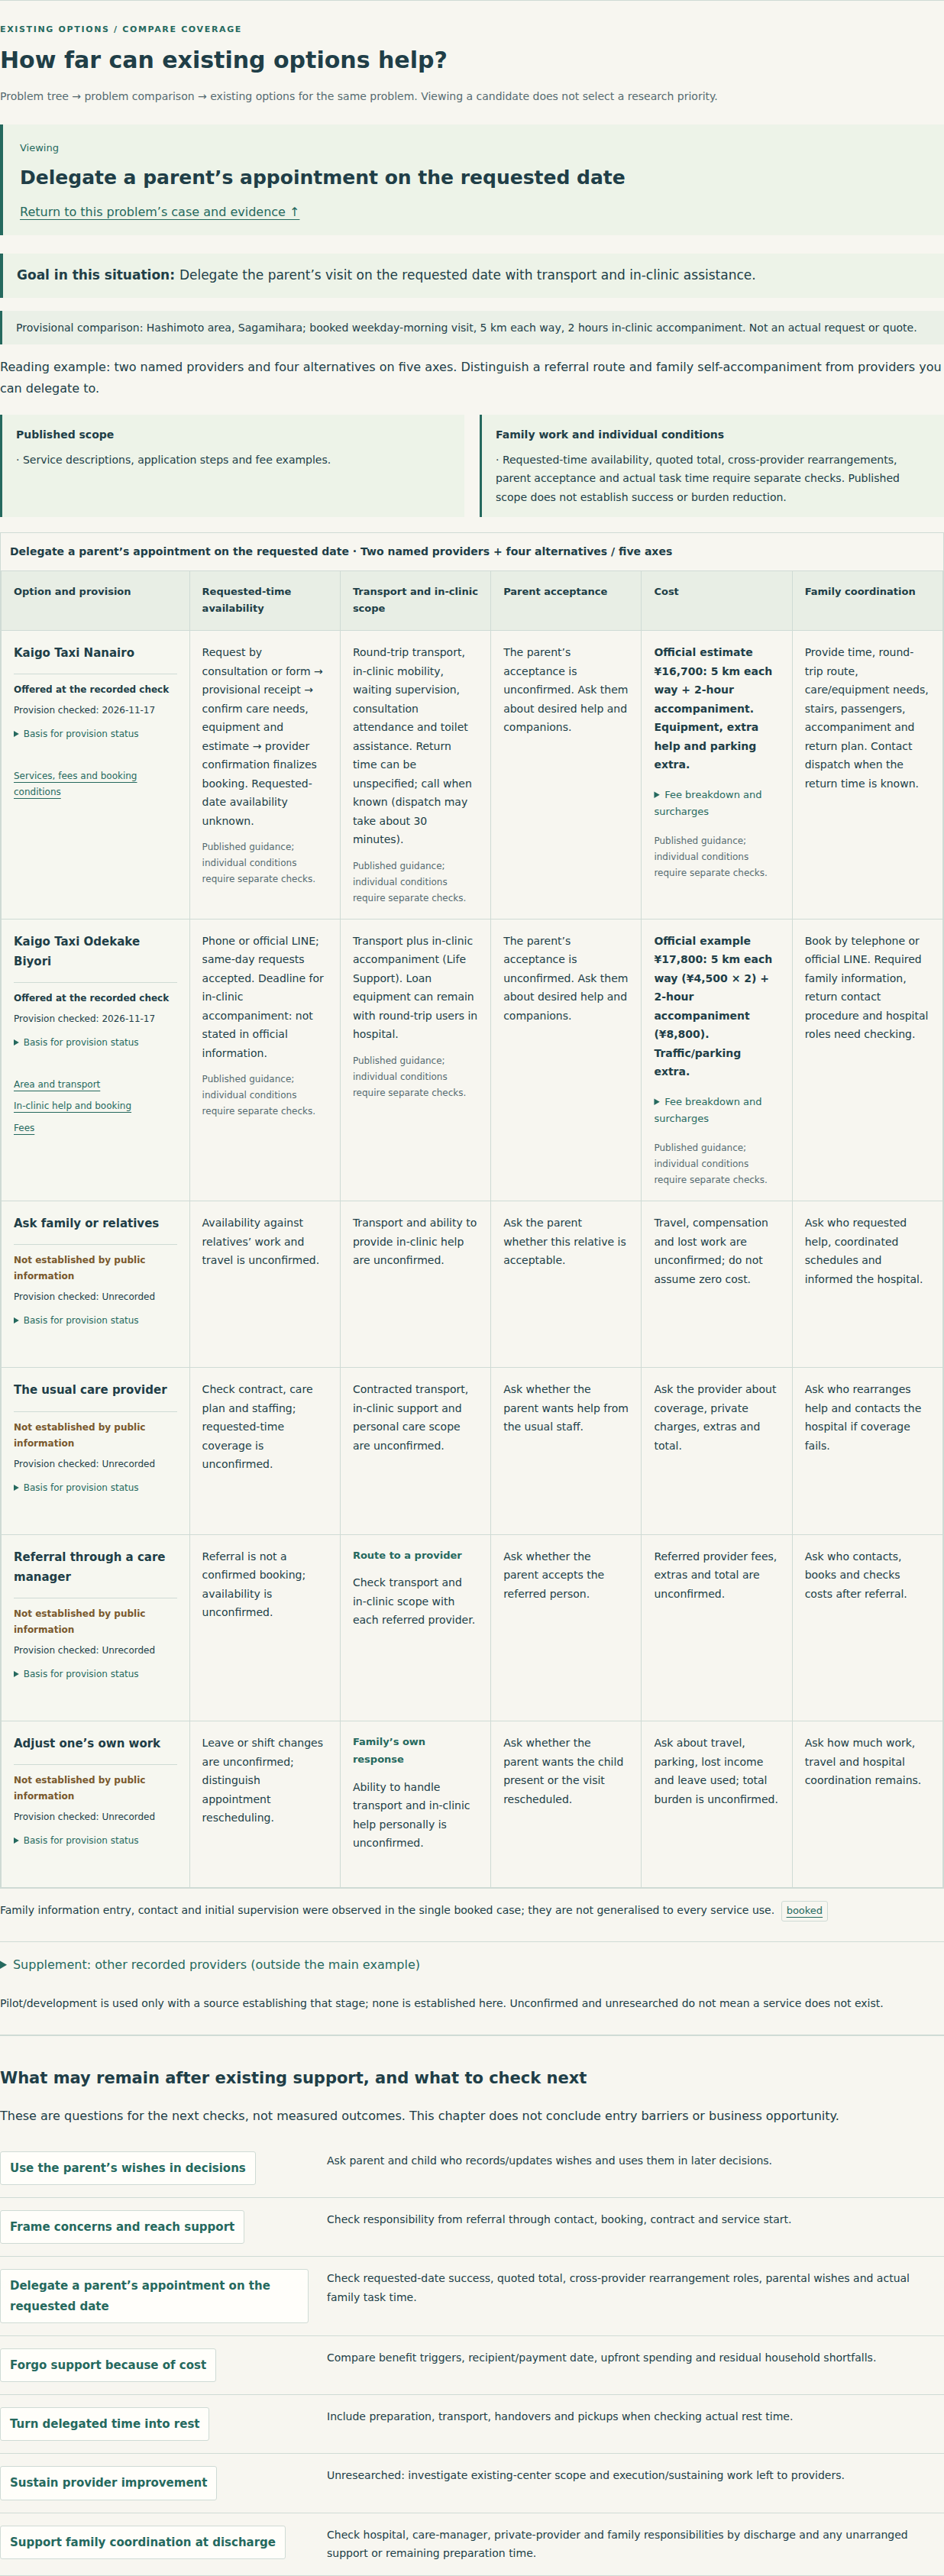 EXISTING OPTIONS / COMPARE COVERAGE
How far can existing options help?
Problem tree → problem comparison → existing options for the same problem. Viewing a candidate does not select a research priority.
Viewing
Delegate a parent’s appointment on the requested date
Return to this problem’s case and evidence ↑
Goal in this situation: Delegate the parent’s visit on the requested date with transport and in-clinic assistance.
Provisional comparison: Hashimoto area, Sagamihara; booked weekday-morning visit, 5 km each way, 2 hours in-clinic accompaniment. Not an actual request or quote.
Reading example: two named providers and four alternatives on five axes. Distinguish a referral route and family self-accompaniment from providers you
can delegate to.
Published scope
· Service descriptions, application steps and fee examples.
Family work and individual conditions
· Requested-time availability, quoted total, cross-provider rearrangements,
parent acceptance and actual task time require separate checks. Published
scope does not establish success or burden reduction.
Delegate a parent’s appointment on the requested date · Two named providers + four alternatives / five axes
Option and provision
Requested-time
availability
Transport and in-clinic
scope
Parent acceptance
Cost
Family coordination
Kaigo Taxi Nanairo
Offered at the recorded check
Provision checked: 2026-11-17
▶ Basis for provision status
Services, fees and booking
conditions
Request by
consultation or form →
provisional receipt →
confirm care needs,
equipment and
estimate → provider
confirmation finalizes
booking. Requested-
date availability
unknown.
Published guidance;
individual conditions
require separate checks.
Round-trip transport,
in-clinic mobility,
waiting supervision,
consultation
attendance and toilet
assistance. Return
time can be
unspecified; call when
known (dispatch may
take about 30
minutes).
Published guidance;
individual conditions
require separate checks.
The parent’s
acceptance is
unconfirmed. Ask them
about desired help and
companions.
Official estimate
¥16,700: 5 km each
way + 2-hour
accompaniment.
Equipment, extra
help and parking
extra.
▶ Fee breakdown and
surcharges
Published guidance;
individual conditions
require separate checks.
Provide time, round-
trip route,
care/equipment needs,
stairs, passengers,
accompaniment and
return plan. Contact
dispatch when the
return time is known.
Kaigo Taxi Odekake
Biyori
Offered at the recorded check
Provision checked: 2026-11-17
▶ Basis for provision status
Area and transport
In-clinic help and booking
Fees
Phone or official LINE;
same-day requests
accepted. Deadline for
in-clinic
accompaniment: not
stated in official
information.
Published guidance;
individual conditions
require separate checks.
Transport plus in-clinic
accompaniment (Life
Support). Loan
equipment can remain
with round-trip users in
hospital.
Published guidance;
individual conditions
require separate checks.
The parent’s
acceptance is
unconfirmed. Ask them
about desired help and
companions.
Official example
¥17,800: 5 km each
way (¥4,500 × 2) +
2-hour
accompaniment
(¥8,800).
Traffic/parking
extra.
▶ Fee breakdown and
surcharges
Published guidance;
individual conditions
require separate checks.
Book by telephone or
official LINE. Required
family information,
return contact
procedure and hospital
roles need checking.
Ask family or relatives
Not established by public
information
Provision checked: Unrecorded
▶ Basis for provision status
Availability against
relatives’ work and
travel is unconfirmed.
Transport and ability to
provide in-clinic help
are unconfirmed.
Ask the parent
whether this relative is
acceptable.
Travel, compensation
and lost work are
unconfirmed; do not
assume zero cost.
Ask who requested
help, coordinated
schedules and
informed the hospital.
The usual care provider
Not established by public
information
Provision checked: Unrecorded
▶ Basis for provision status
Check contract, care
plan and staffing;
requested-time
coverage is
unconfirmed.
Contracted transport,
in-clinic support and
personal care scope
are unconfirmed.
Ask whether the
parent wants help from
the usual staff.
Ask the provider about
coverage, private
charges, extras and
total.
Ask who rearranges
help and contacts the
hospital if coverage
fails.
Referral through a care
manager
Not established by public
information
Provision checked: Unrecorded
▶ Basis for provision status
Referral is not a
confirmed booking;
availability is
unconfirmed.
Route to a provider
Check transport and
in-clinic scope with
each referred provider.
Ask whether the
parent accepts the
referred person.
Referred provider fees,
extras and total are
unconfirmed.
Ask who contacts,
books and checks
costs after referral.
Adjust one’s own work
Not established by public
information
Provision checked: Unrecorded
▶ Basis for provision status
Leave or shift changes
are unconfirmed;
distinguish
appointment
rescheduling.
Family’s own
response
Ability to handle
transport and in-clinic
help personally is
unconfirmed.
Ask whether the
parent wants the child
present or the visit
rescheduled.
Ask about travel,
parking, lost income
and leave used; total
burden is unconfirmed.
Ask how much work,
travel and hospital
coordination remains.
Family information entry, contact and initial supervision were observed in the single booked case; they are not generalised to every service use. booked
▶ Supplement: other recorded providers (outside the main example)
Pilot/development is used only with a source establishing that stage; none is established here. Unconfirmed and unresearched do not mean a service does not exist.
What may remain after existing support, and what to check next
These are questions for the next checks, not measured outcomes. This chapter does not conclude entry barriers or business opportunity.
Use the parent’s wishes in decisions
Ask parent and child who records/updates wishes and uses them in later decisions.
Frame concerns and reach support
Check responsibility from referral through contact, booking, contract and service start.
Delegate a parent’s appointment on the
requested date
Check requested-date success, quoted total, cross-provider rearrangement roles, parental wishes and actual
family task time.
Forgo support because of cost
Compare benefit triggers, recipient/payment date, upfront spending and residual household shortfalls.
Turn delegated time into rest
Include preparation, transport, handovers and pickups when checking actual rest time.
Sustain provider improvement
Unresearched: investigate existing-center scope and execution/sustaining work left to providers.
Support family coordination at discharge
Check hospital, care-manager, private-provider and family responsibilities by discharge and any unarranged
support or remaining preparation time.